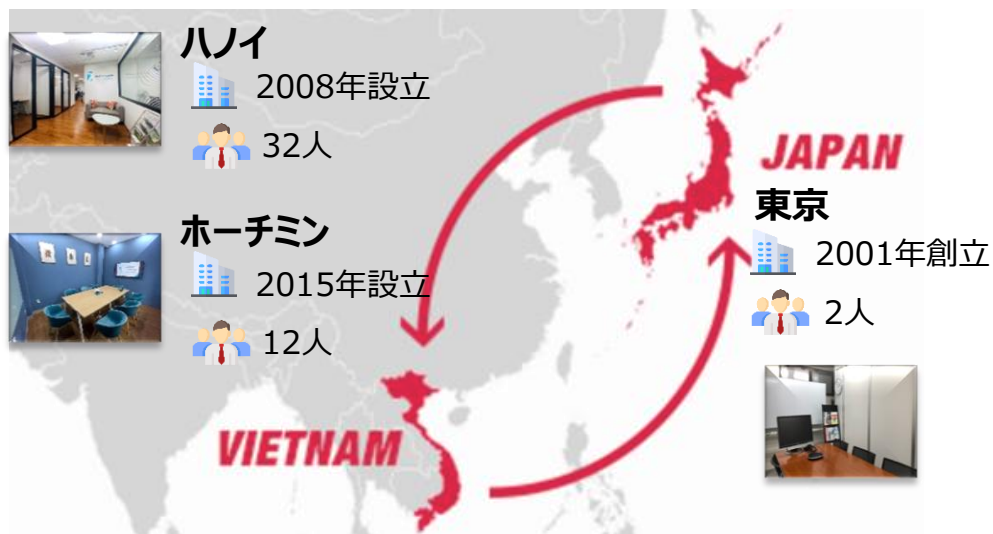 ハノイ
2008年設立
32人
ホーチミン
2015年設立
12人
JAPAN
東京
2001年創立
2人
VIETNAM